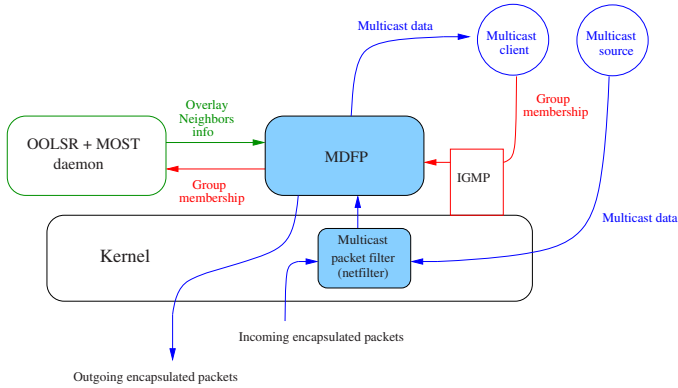 Multicast data
Multicast
client
Multicast
source
Overlay
Neighbors
info
Group
membership
OOLSR + MOST
daemon
MDFP
IGMP
Group
membership
Multicast data
Kernel
Multicast
packet filter
(netfilter)
Incoming encapsulated packets
Outgoing encapsulated packets